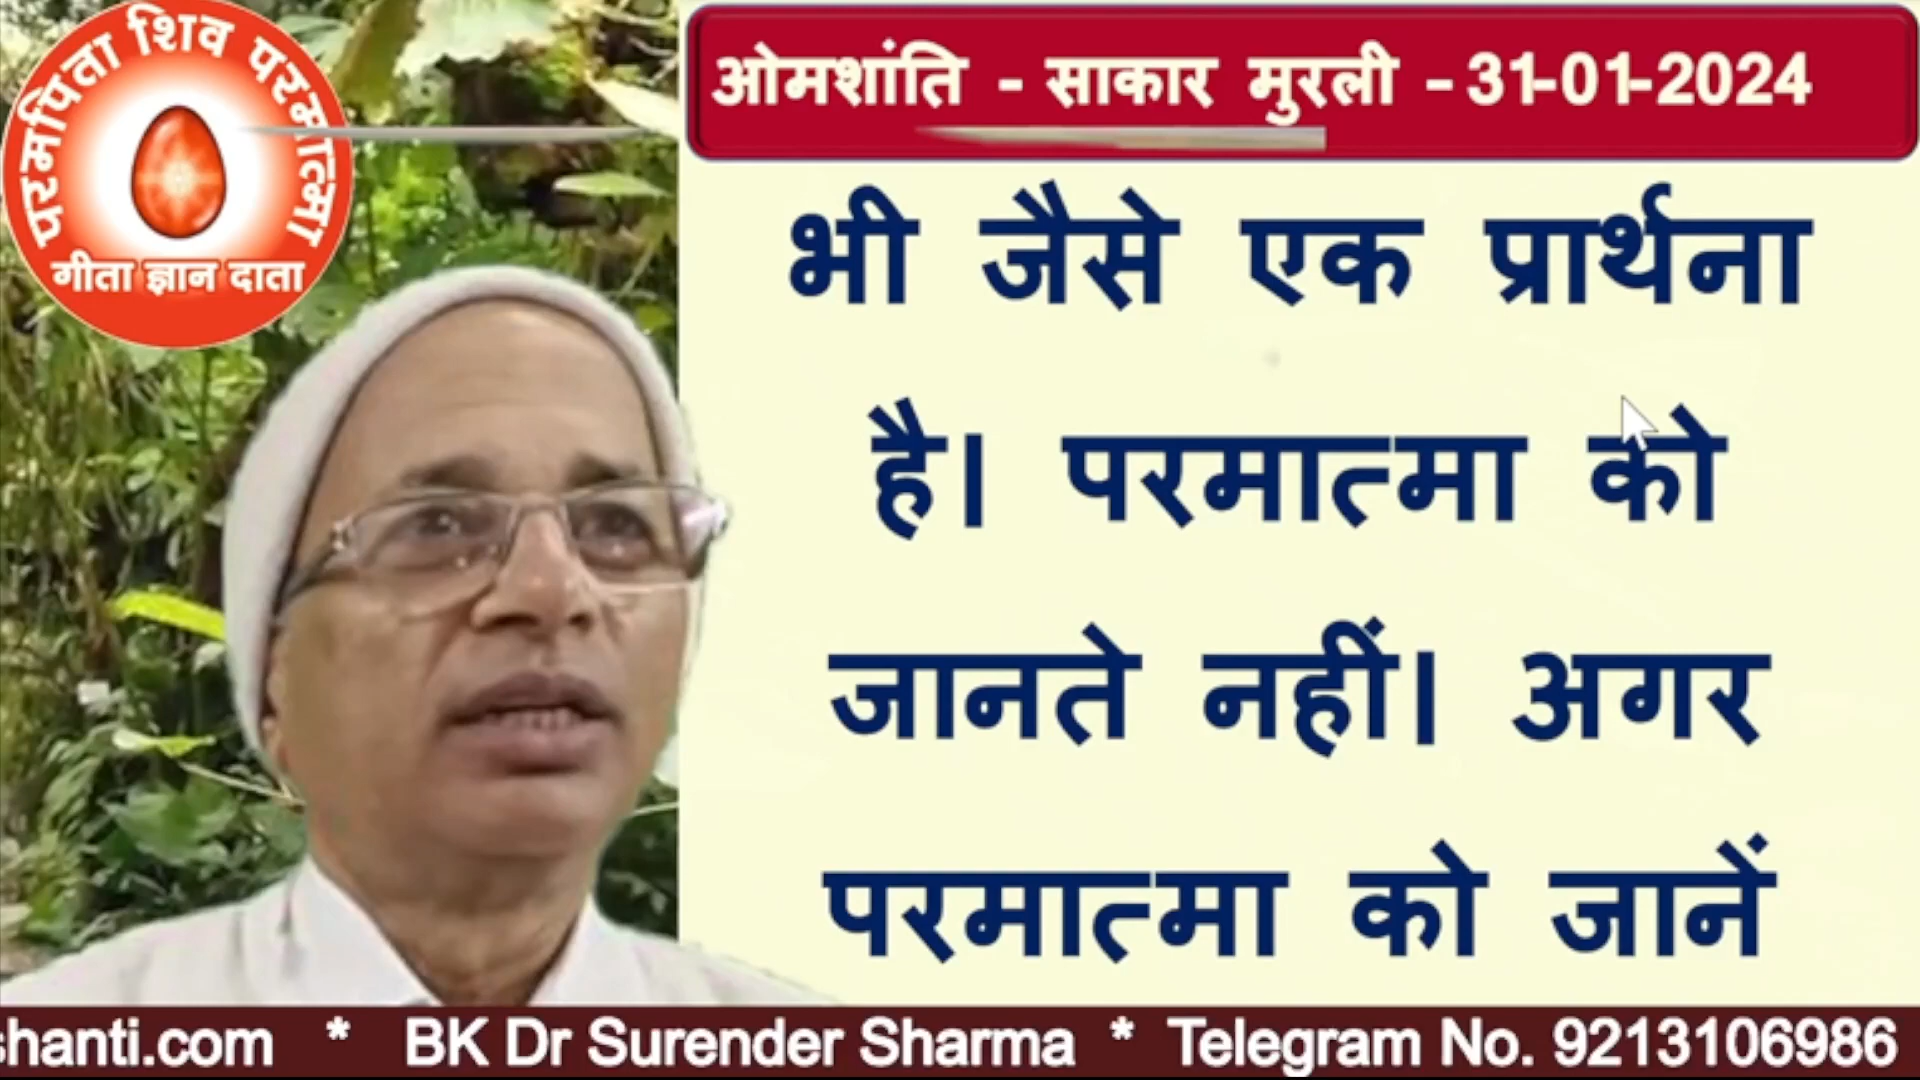 परमपिता शिव परमात्मा
गीता ज्ञान दाता
ओमशांति - साकार मुरली - 31-01-2024
भी जैसे एक प्रार्थना
है। परमात्मा को
जानते नहीं। अगर
परमात्मा को जानें
shanti.com * BK Dr Surender Sharma * Telegram No. 9213106986